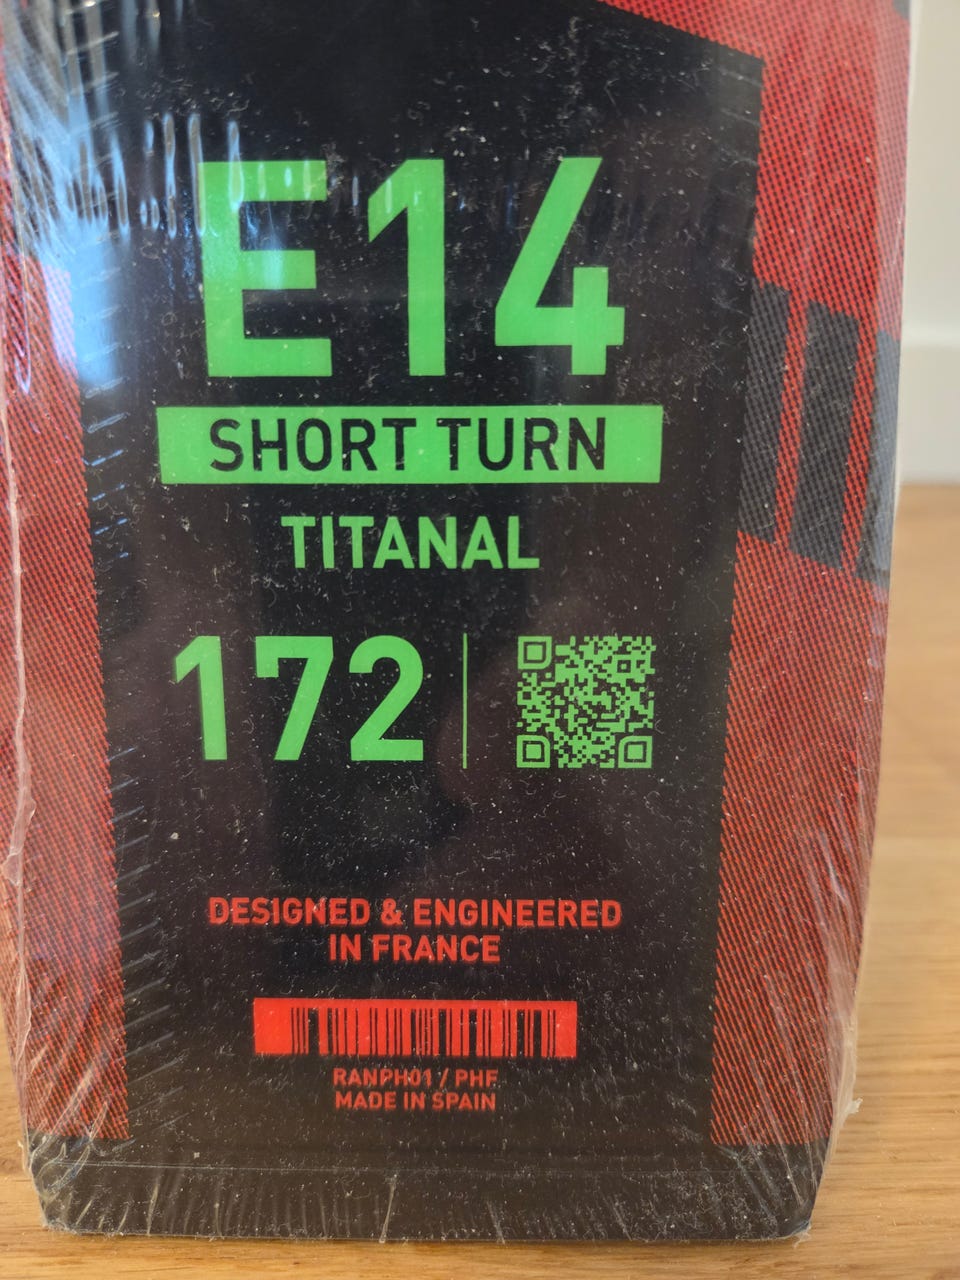 E14
SHORT TURN
TITANAL
172
DESIGNED & ENGINEERED
IN FRANCE
RANPH01 / PHF
MADE IN SPAIN